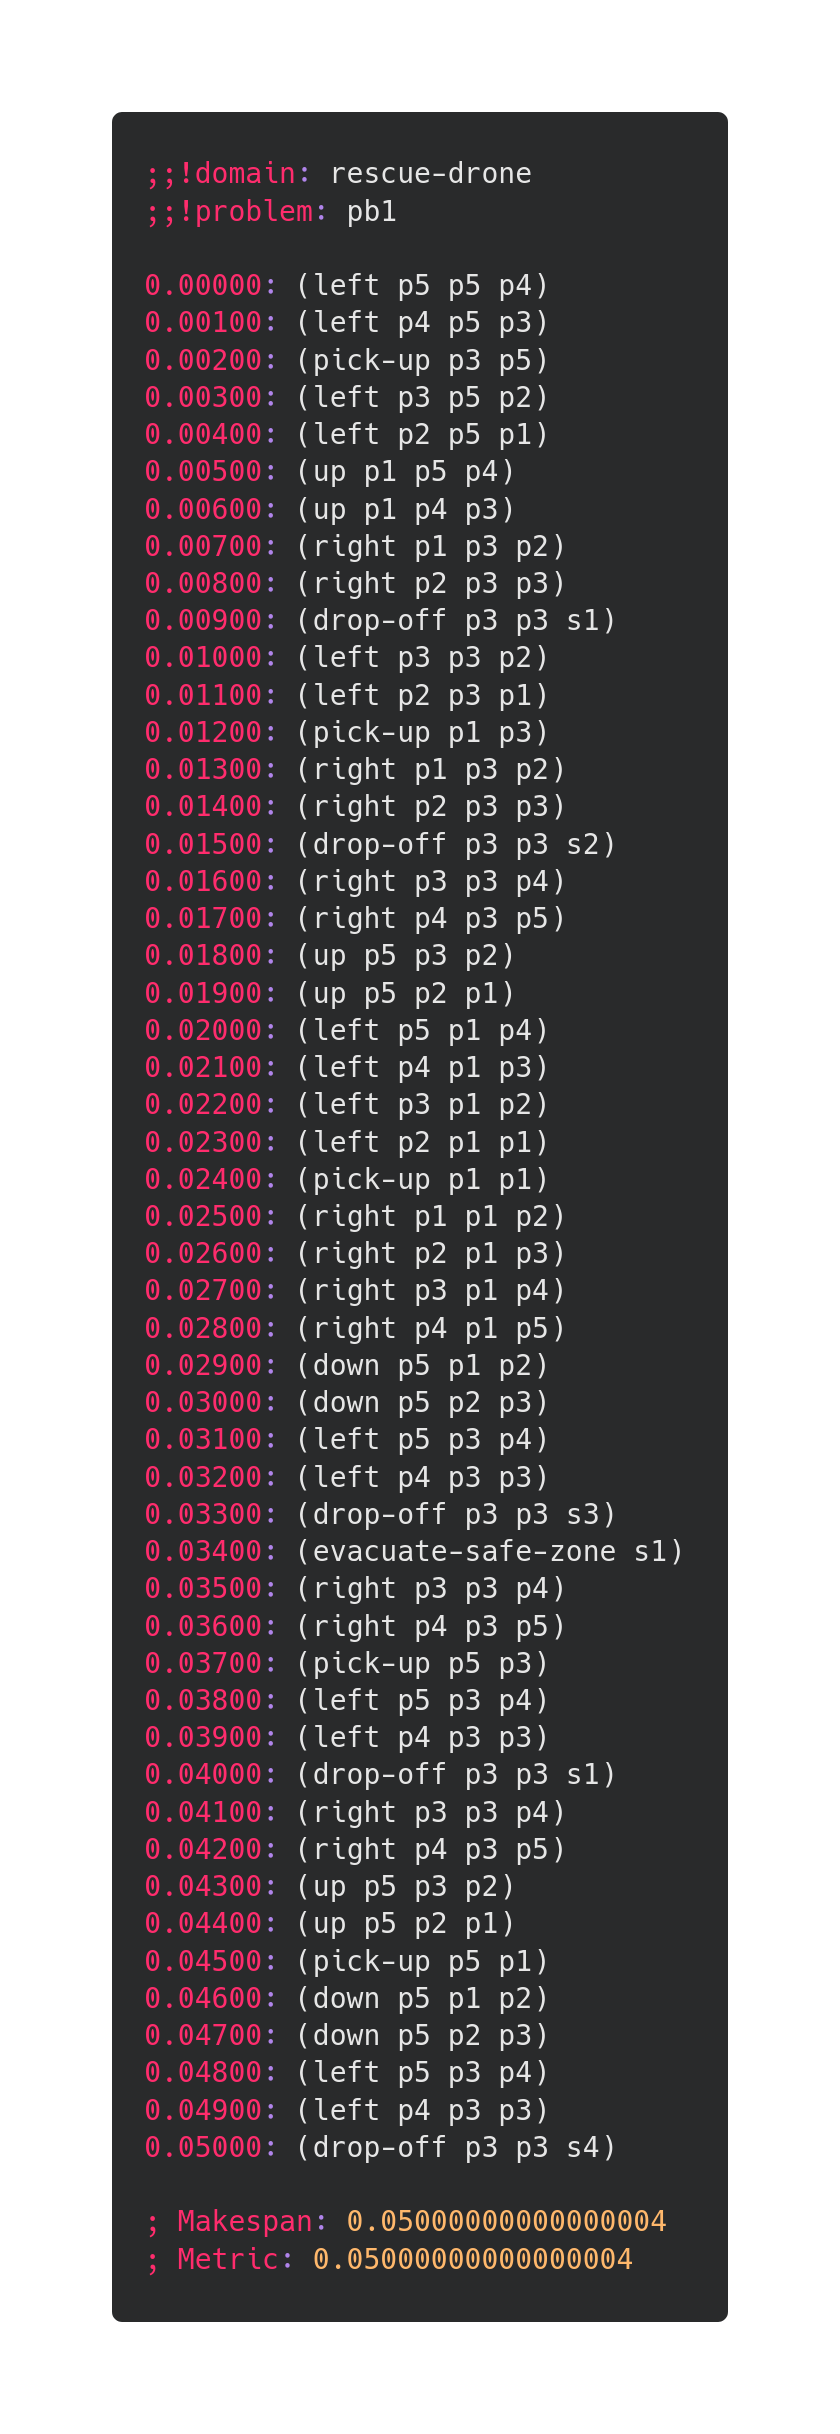 ;;!domain: rescue-drone
;;!problem: pb1
0.00000: (left p5 p5 p4)
0.00100: (left p4 p5 p3)
0.00200: (pick-up p3 p5)
0.00300: (left p3 p5 p2)
0.00400: (left p2 p5 p1)
0.00500: (up p1 p5 p4)
0.00600: (up p1 p4 p3)
0.00700: (right p1 p3 p2)
0.00800: (right p2 p3 p3)
0.00900: (drop-off p3 p3 s1)
0.01000: (left p3 p3 p2)
0.01100: (left p2 p3 p1)
0.01200: (pick-up p1 p3)
0.01300: (right p1 p3 p2)
0.01400: (right p2 p3 p3)
0.01500: (drop-off p3 p3 s2)
0.01600: (right p3 p3 p4)
0.01700: (right p4 p3 p5)
0.01800: (up p5 p3 p2)
0.01900: (up p5 p2 p1)
0.02000: (left p5 p1 p4)
0.02100: (left p4 p1 p3)
0.02200: (left p3 p1 p2)
0.02300: (left p2 p1 p1)
0.02400: (pick-up p1 p1)
0.02500: (right p1 p1 p2)
0.02600: (right p2 p1 p3)
0.02700: (right p3 p1 p4)
0.02800: (right p4 p1 p5)
0.02900: (down p5 p1 p2)
0.03000: (down p5 p2 p3)
0.03100: (left p5 p3 p4)
0.03200: (left p4 p3 p3)
0.03300: (drop-off p3 p3 s3)
0.03400: (evacuate-safe-zone s1)
0.03500: (right p3 p3 p4)
0.03600: (right p4 p3 p5)
0.03700: (pick-up p5 p3)
0.03800: (left p5 p3 p4)
0.03900: (left p4 p3 p3)
0.04000: (drop-off p3 p3 s1)
0.04100: (right p3 p3 p4)
0.04200: (right p4 p3 p5)
0.04300: (up p5 p3 p2)
0.04400: (up p5 p2 p1)
0.04500: (pick-up p5 p1)
0.04600: (down p5 p1 p2)
0.04700: (down p5 p2 p3)
0.04800: (left p5 p3 p4)
0.04900: (left p4 p3 p3)
0.05000: (drop-off p3 p3 s4)
; Makespan: 0.05000000000000004
; Metric: 0.05000000000000004